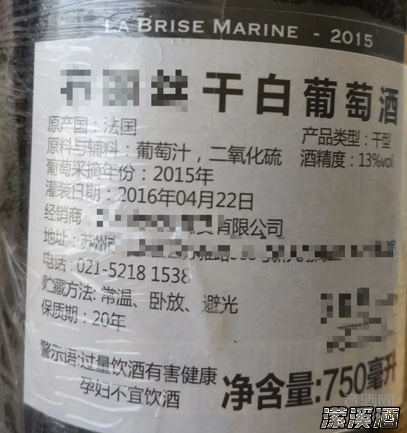 LA BRISE MARINE - 2015
干白葡萄酒
原产国：法国
产品类型：干型
原料与辅料：葡萄汁，二氧化硫
酒精度：13%vol
葡萄采摘年份：2015年
灌装日期：2016年04月22日
经销商 有限公司
地址：苏州
电话：021-5218 1538
贮藏方法：常温、卧放、避光
保质期：20年
警示语：过量饮酒有害健康
孕妇不宜饮酒
净含量:750毫升
濛溪酒